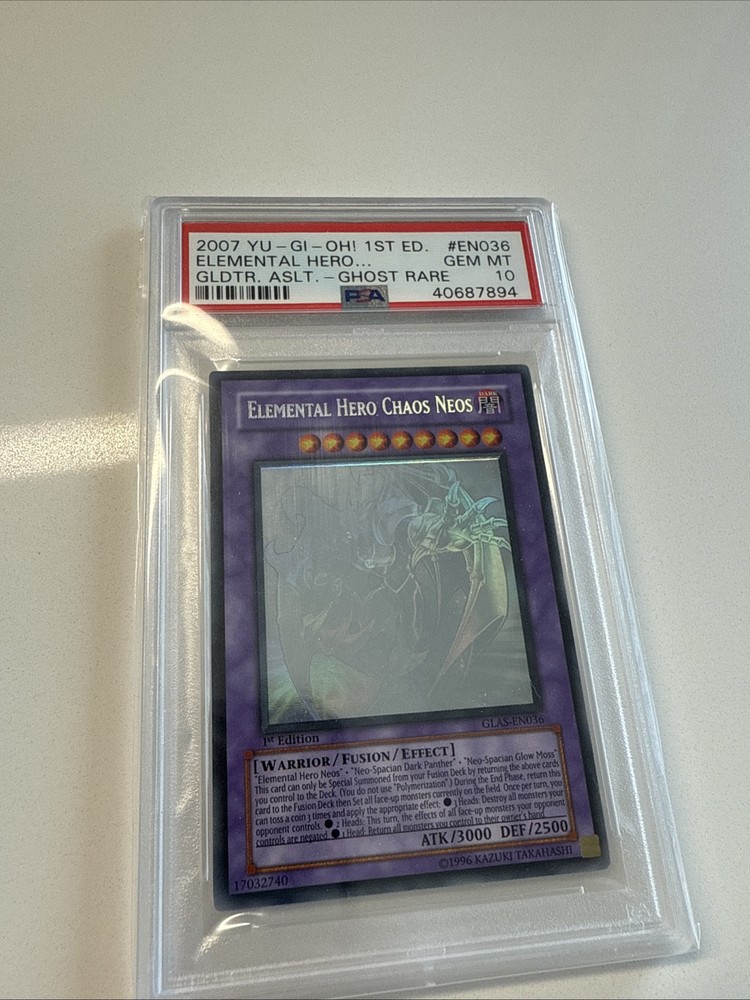 2007 YU-GI-OH! 1ST ED. #EN036
ELEMENTAL HERO... GEM MT
GLDTR. ASLT.-GHOST RARE 10
PSA 40687894
ELEMENTAL HERO CHAOS NEOS DARK 闇
GLAS-EN036
1st Edition
[WARRIOR/FUSION/EFFECT]
"Elemental Hero Neos" • "Neo-Spacian Dark Panther" • "Neo-Spacian Glow Moss"
This card can only be Special Summoned from your Fusion Deck by returning the above cards
you control to the Deck. (You do not use "Polymerization".) During the End Phase, return this
card to the Fusion Deck then Set all face-up monsters currently on the field. Once per turn, you
can toss a coin 3 times and apply the appropriate effect: ● 3 Heads: Destroy all monsters your
opponent controls. ● 2 Heads: This turn, the effects of all face-up monsters your opponent
controls are negated. ● 1 Head: Return all monsters you control to their owner's hand.
ATK/3000 DEF/2500
17032740 ©1996 KAZUKI TAKAHASHI